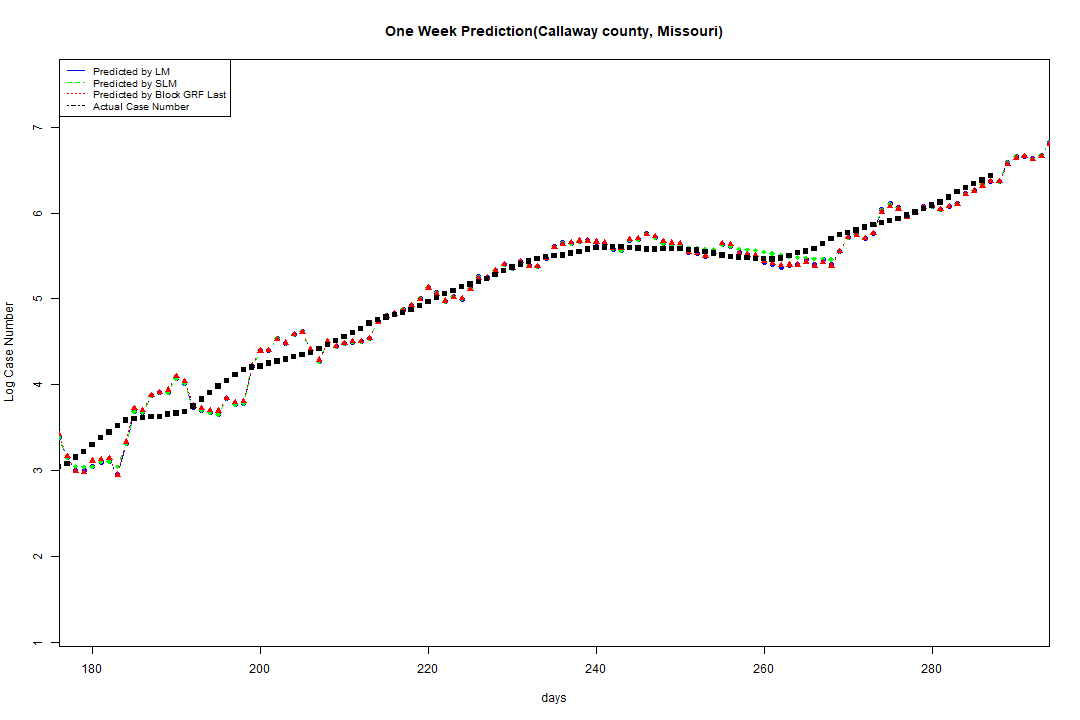 One Week Prediction(Callaway county, Missouri)
Predicted by LM
Predicted by SLM
Predicted by Block GRF Last
Actual Case Number
7
6
5
4
3
2
1
Log Case Number
180 200 220 240 260 280
days